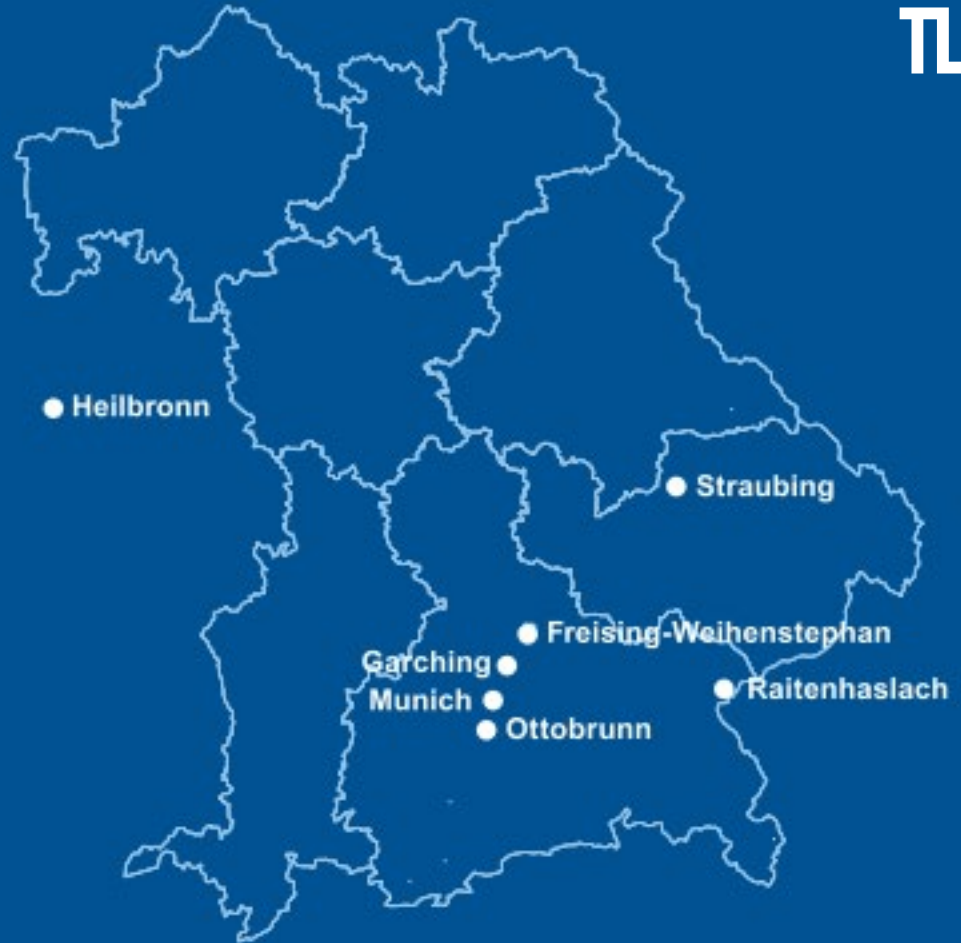 Heilbronn
Straubing
Freising-Weihenstephan
Garching
Raitenhaslach
Munich
Ottobrunn